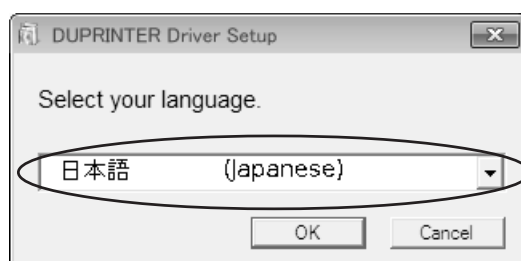 DUPRINTER Driver Setup
Select your language.
日本語 (Japanese)
OK Cancel